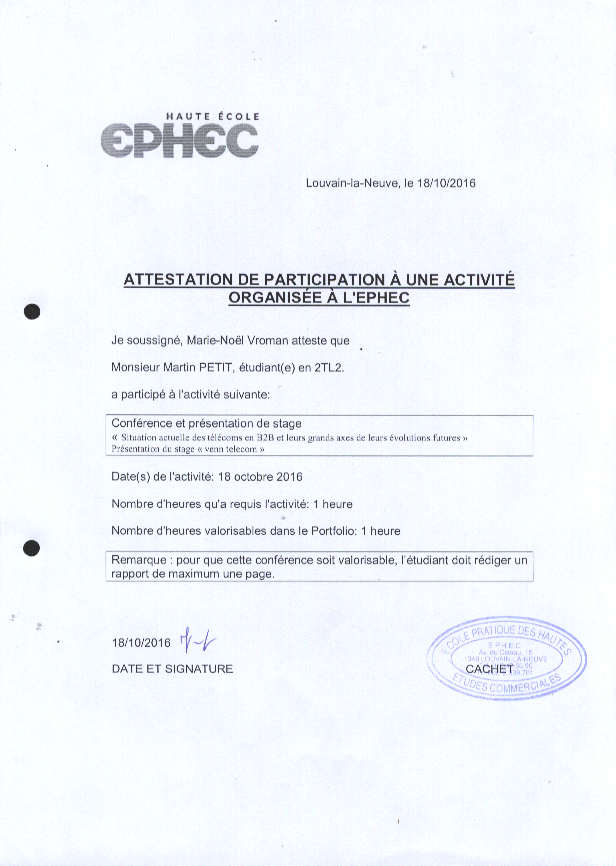 HAUTE ÉCOLE
EPHEC
Louvain-la-Neuve, le 18/10/2016
ATTESTATION DE PARTICIPATION À UNE ACTIVITÉ
ORGANISÉE À L'EPHEC
Je soussigné, Marie-Noël Vroman atteste que
Monsieur Martin PETIT, étudiant(e) en 2TL2.
a participé à l'activité suivante:
Conférence et présentation de stage
« Situation actuelle des télécoms en B2B et leurs grands axes de leurs évolutions futures »
Présentation du stage « venn telecom »
Date(s) de l'activité: 18 octobre 2016
Nombre d'heures qu'a requis l'activité: 1 heure
Nombre d'heures valorisables dans le Portfolio: 1 heure
Remarque : pour que cette conférence soit valorisable, l'étudiant doit rédiger un
rapport de maximum une page.
18/10/2016
DATE ET SIGNATURE
ÉCOLE PRATIQUE DES HAUTES
E.P.H.E.C.
1348 LOUVAIN-LA-NEUVE
CACHET
ÉTUDES COMMERCIALES